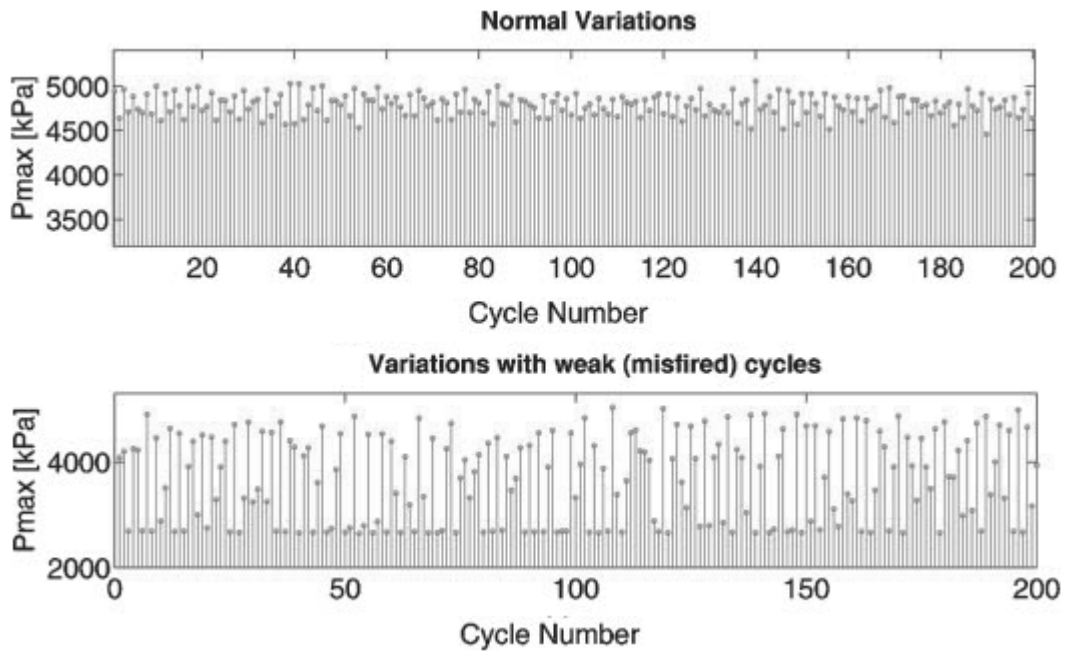 Normal Variations
Pmax [kPa]
5000
4500
4000
3500
20 40 60 80 100 120 140 160 180 200
Cycle Number
Variations with weak (misfired) cycles
Pmax [kPa]
4000
2000
0 50 100 150 200
Cycle Number